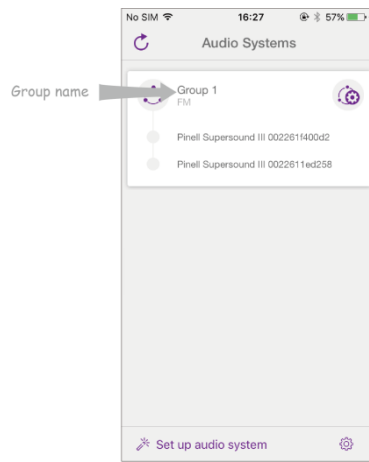 No SIM 16:27 57%
Audio Systems
Group name
Group 1
FM
Pinell Supersound III 002261f400d2
Pinell Supersound III 0022611ed258
Set up audio system